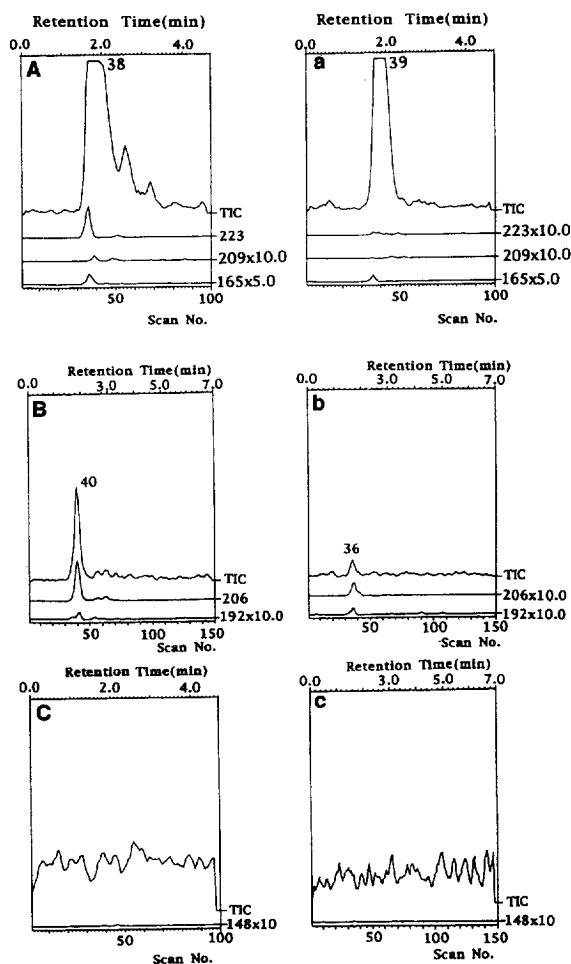 Retention Time(min)
0.0 2.0 4.0
A
38
TIC
223
209x10.0
165x5.0
50 100
Scan No.
Retention Time(min)
0.0 2.0 4.0
a
39
TIC
223x10.0
209x10.0
165x5.0
50 100
Scan No.
Retention Time(min)
0.0 3.0 5.0 7.0
B
40
TIC
206
192x10.0
50 100 150
Scan No.
Retention Time(min)
0.0 3.0 5.0 7.0
b
36
TIC
206x10.0
192x10.0
50 100 150
Scan No.
Retention Time(min)
0.0 2.0 4.0
C
TIC
148x10
50 100
Scan No.
Retention Time(min)
0.0 3.0 5.0 7.0
c
TIC
148x10
50 100 150
Scan No.